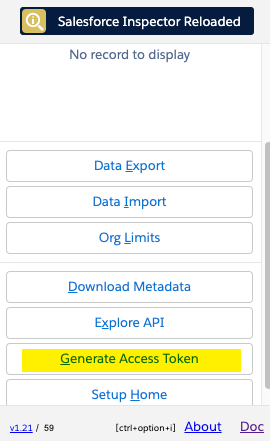 Salesforce Inspector Reloaded
No record to display
Data Export
Data Import
Org Limits
Download Metadata
Explore API
Generate Access Token
Setup Home
v1.21 / 59 [ctrl+option+i] About Doc